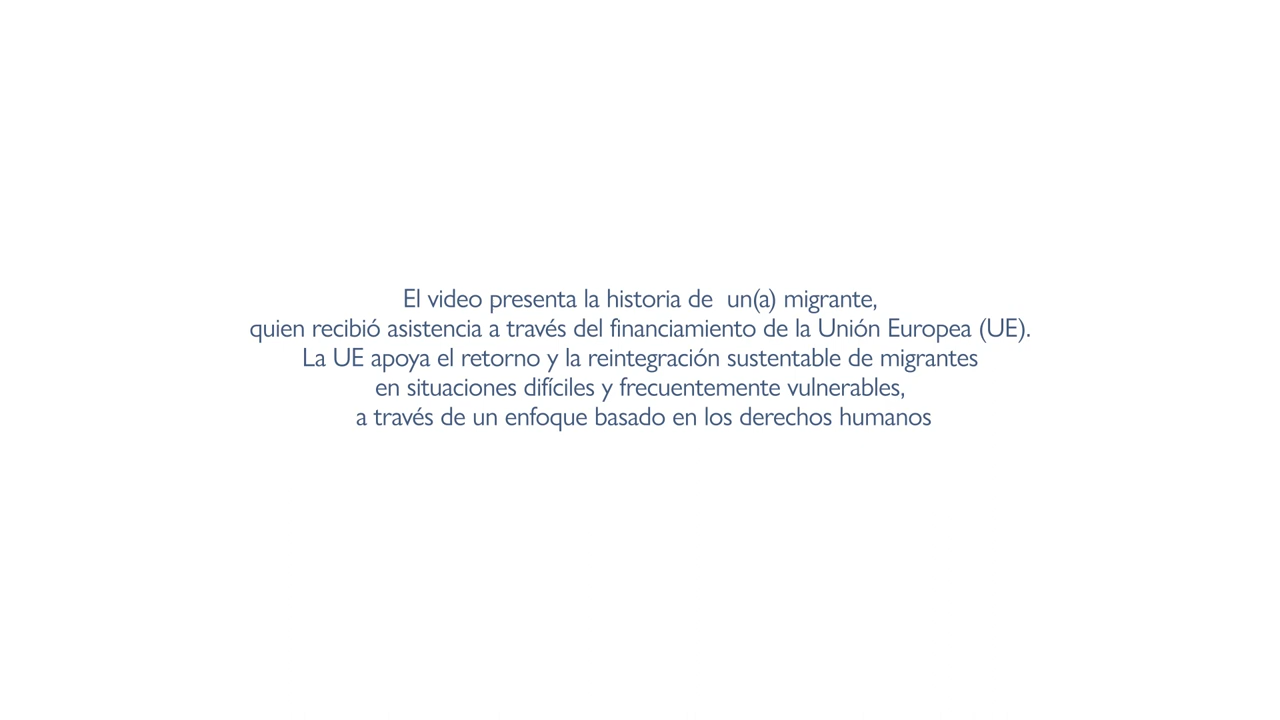 El video presenta la historia de  un(a) migrante,
quien recibió asistencia a través del financiamiento de la Unión Europea (UE).
La UE apoya el retorno y la reintegración sustentable de migrantes
en situaciones difíciles y frecuentemente vulnerables,
a través de un enfoque basado en los derechos humanos